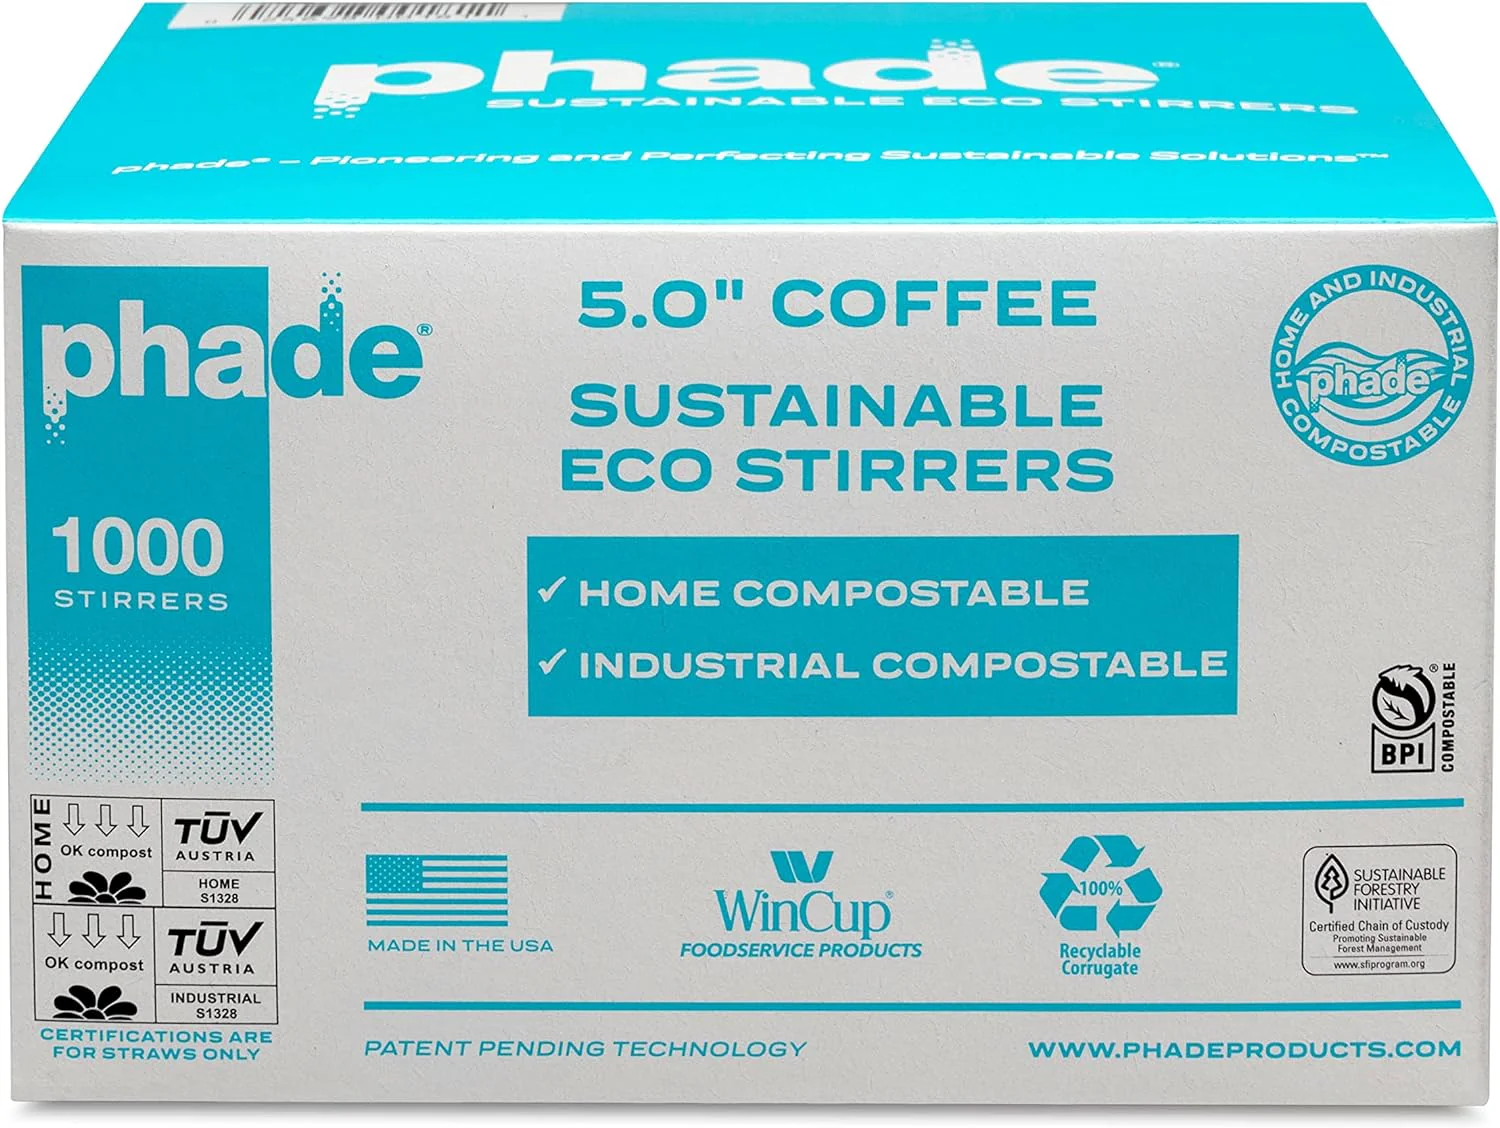 phade®
SUSTAINABLE ECO STIRRERS
phade® – Pioneering and Perfecting Sustainable Solutions™
phade®
5.0" COFFEE
SUSTAINABLE
ECO STIRRERS
HOME AND INDUSTRIAL
phade
COMPOSTABLE
1000
STIRRERS
✓ HOME COMPOSTABLE
✓ INDUSTRIAL COMPOSTABLE
BPI®
COMPOSTABLE
HOME
OK compost
TÜV
AUSTRIA
HOME
S1328
OK compost
TÜV
AUSTRIA
INDUSTRIAL
S1328
CERTIFICATIONS ARE
FOR STRAWS ONLY
MADE IN THE USA
WinCup®
FOODSERVICE PRODUCTS
100%
Recyclable
Corrugate
SUSTAINABLE
FORESTRY
INITIATIVE
Certified Chain of Custody
Promoting Sustainable
Forest Management
www.sfiprogram.org
PATENT PENDING TECHNOLOGY
WWW.PHADEPRODUCTS.COM